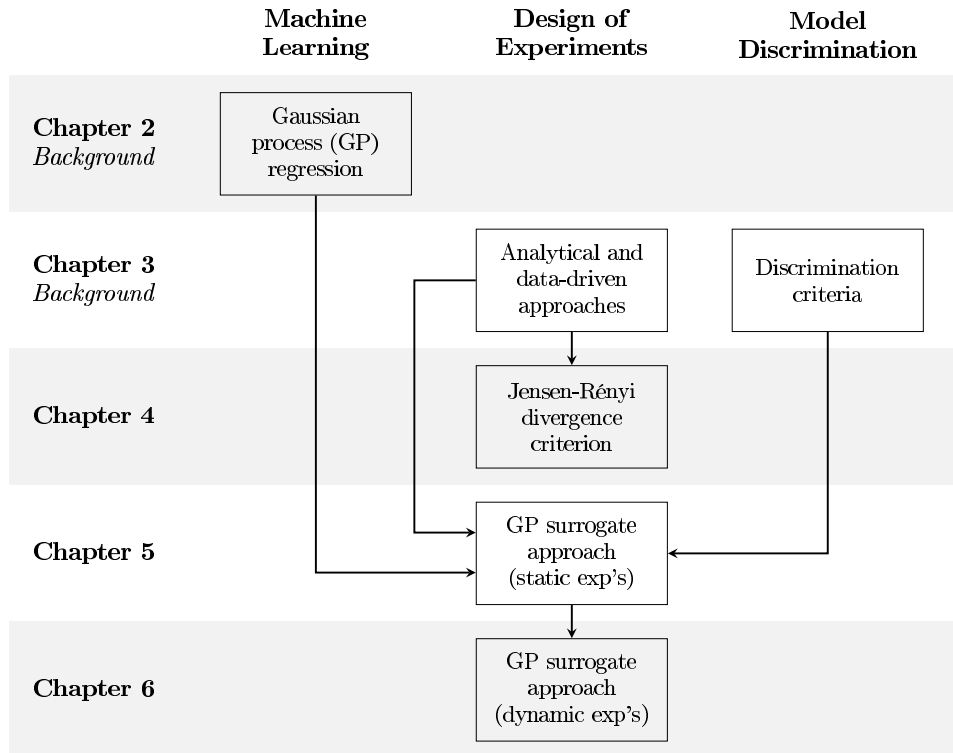 Machine
Learning
Design of
Experiments
Model
Discrimination
Chapter 2
Background
Gaussian
process (GP)
regression
Chapter 3
Background
Analytical and
data-driven
approaches
Discrimination
criteria
Chapter 4
Jensen-Rényi
divergence
criterion
Chapter 5
GP surrogate
approach
(static exp's)
Chapter 6
GP surrogate
approach
(dynamic exp's)